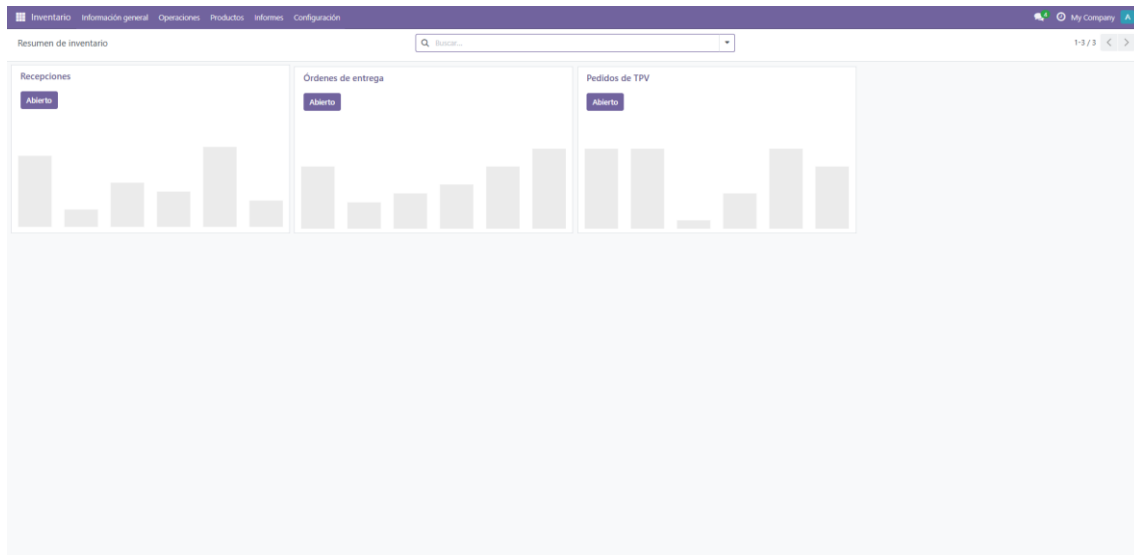 Inventario Información general Operaciones Productos Informes Configuración 4 My Company A
Resumen de inventario Buscar... 1-3 / 3
Recepciones Órdenes de entrega Pedidos de TPV
Abierto Abierto Abierto